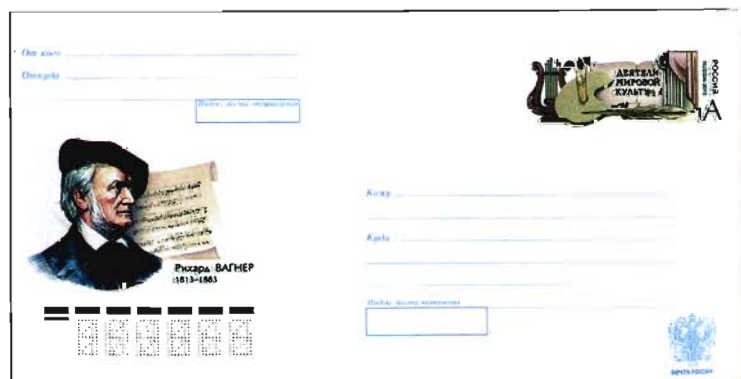 От кого
Откуда
Индекс места отправления
ДЕЯТЕЛИ
МИРОВОЙ
КУЛЬТУРЫ
РОССИЯ
А
Рихард ВАГНЕР
1813–1883
Кому
Куда
Индекс места назначения
ПОЧТА РОССИИ